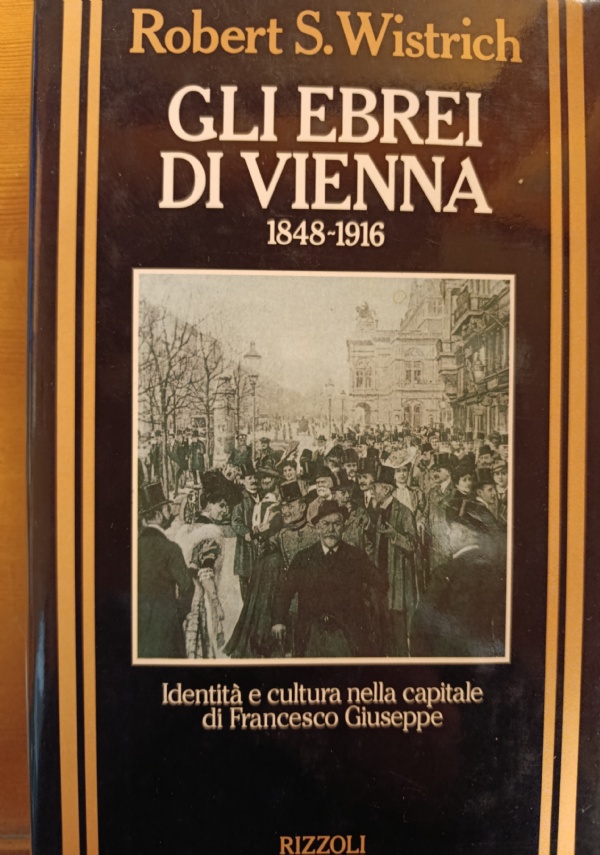 Robert S. Wistrich
GLI EBREI
DI VIENNA
1848-1916
Identità e cultura nella capitale
di Francesco Giuseppe
RIZZOLI